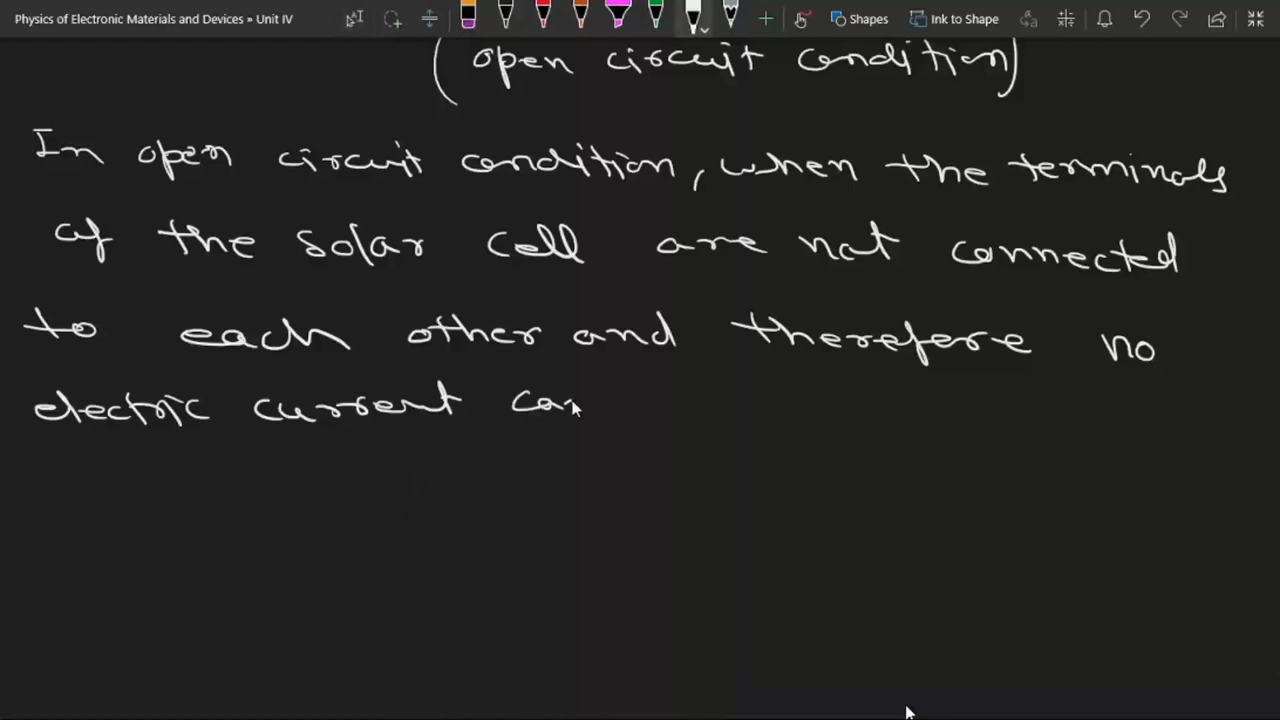 Physics of Electronic Materials and Devices » Unit IV
Shapes
Ink to Shape
(open circuit condition)
In open circuit condition, when the terminals
of the solar cell are not connected
to each other and therefore no
electric current can